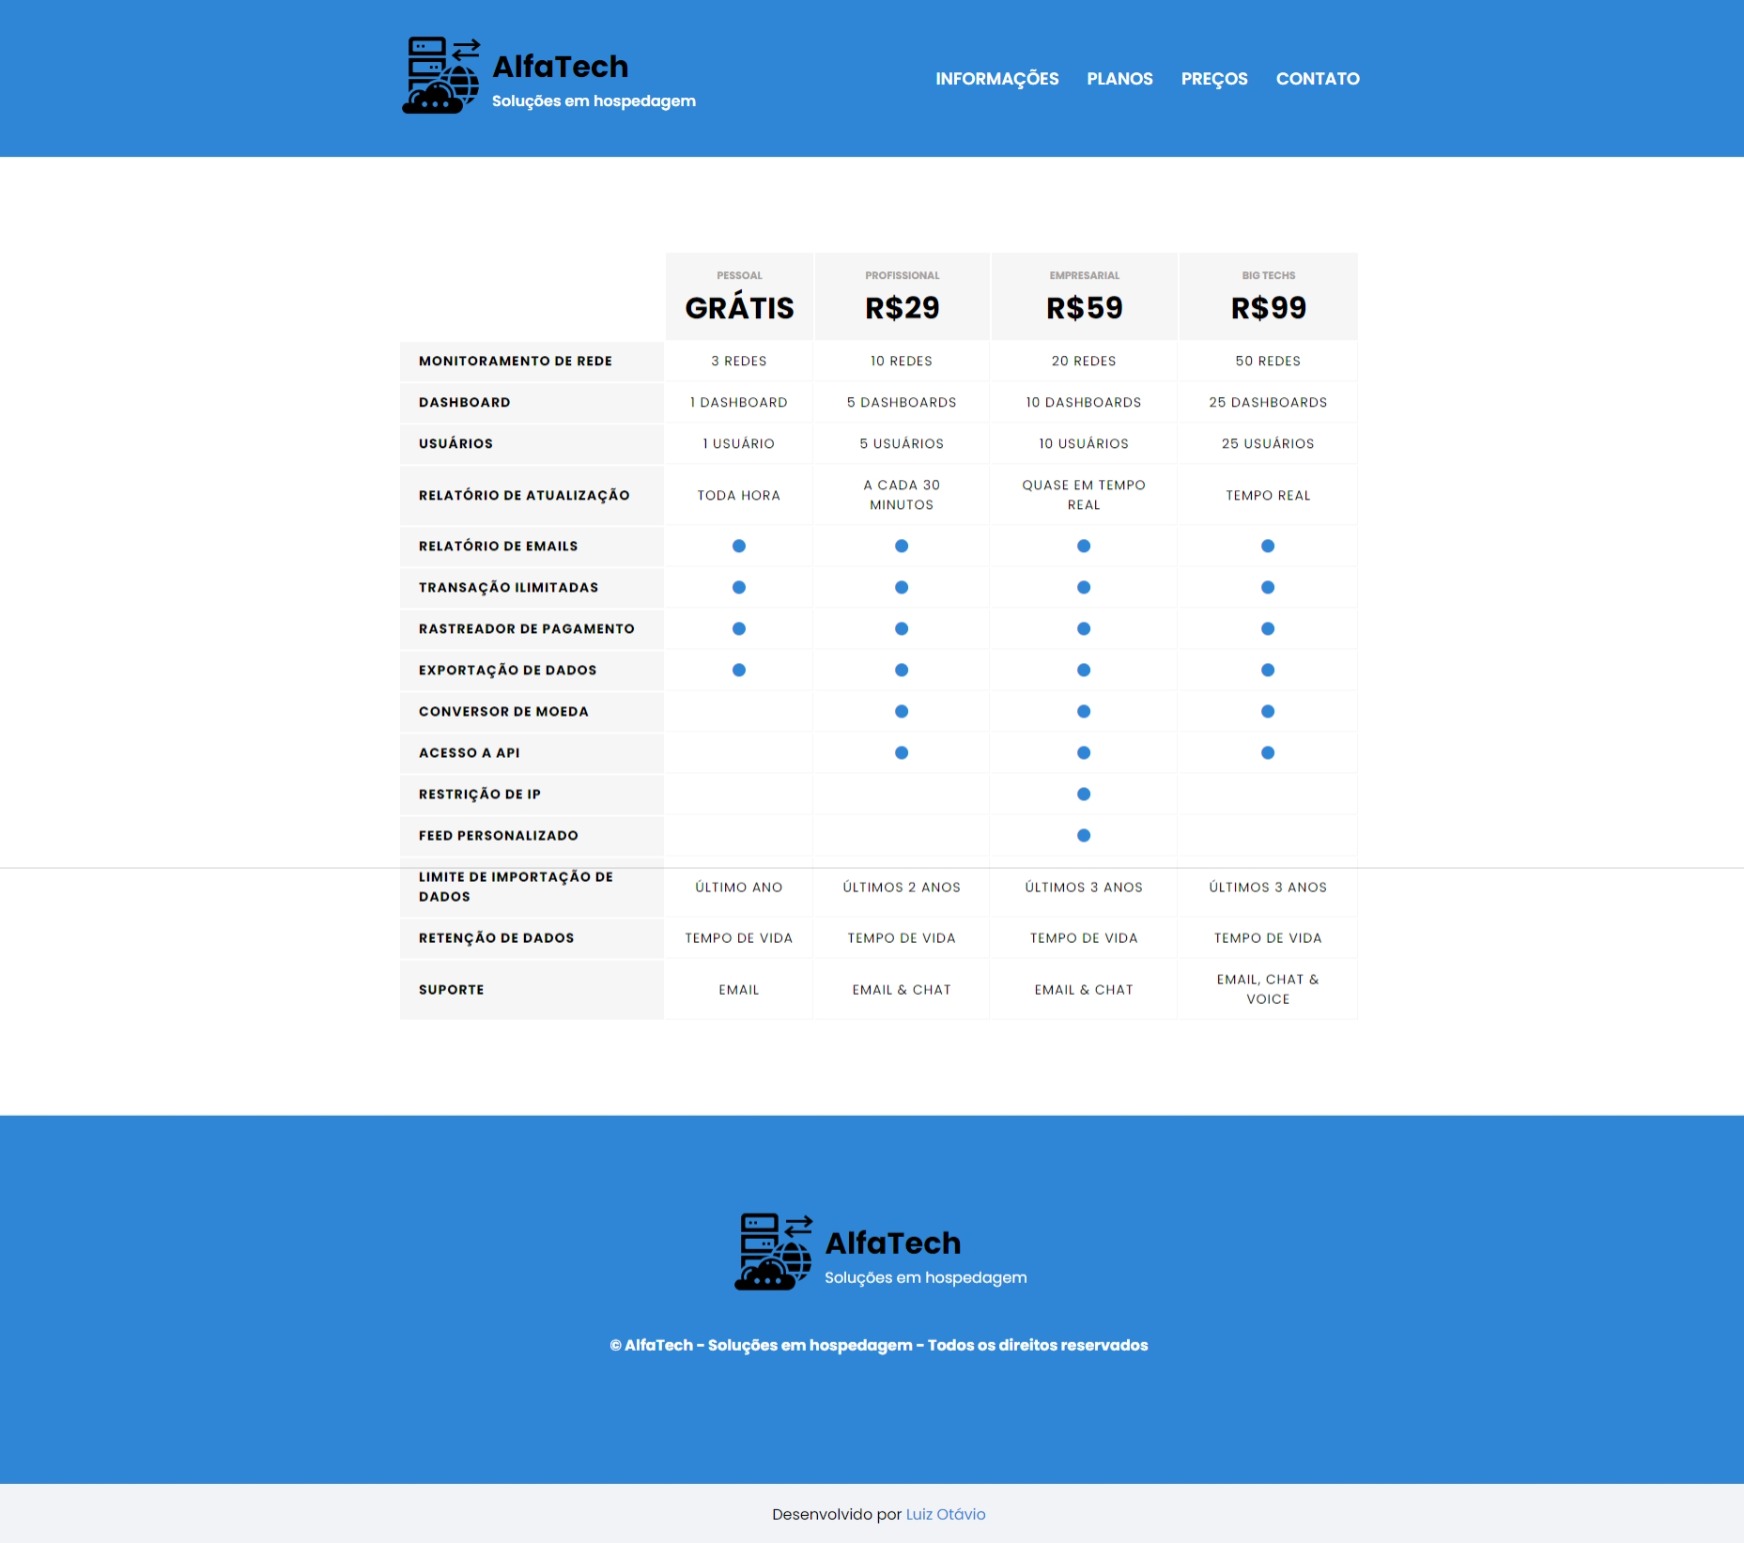 AlfaTech
Soluções em hospedagem
INFORMAÇÕES PLANOS PREÇOS CONTATO
PESSOAL PROFISSIONAL EMPRESARIAL BIG TECHS
GRÁTIS R$29 R$59 R$99
MONITORAMENTO DE REDE 3 REDES 10 REDES 20 REDES 50 REDES
DASHBOARD 1 DASHBOARD 5 DASHBOARDS 10 DASHBOARDS 25 DASHBOARDS
USUÁRIOS 1 USUÁRIO 5 USUÁRIOS 10 USUÁRIOS 25 USUÁRIOS
RELATÓRIO DE ATUALIZAÇÃO TODA HORA A CADA 30 MINUTOS QUASE EM TEMPO REAL TEMPO REAL
RELATÓRIO DE EMAILS
TRANSAÇÃO ILIMITADAS
RASTREADOR DE PAGAMENTO
EXPORTAÇÃO DE DADOS
CONVERSOR DE MOEDA
ACESSO A API
RESTRIÇÃO DE IP
FEED PERSONALIZADO
LIMITE DE IMPORTAÇÃO DE DADOS ÚLTIMO ANO ÚLTIMOS 2 ANOS ÚLTIMOS 3 ANOS ÚLTIMOS 3 ANOS
RETENÇÃO DE DADOS TEMPO DE VIDA TEMPO DE VIDA TEMPO DE VIDA TEMPO DE VIDA
SUPORTE EMAIL EMAIL & CHAT EMAIL & CHAT EMAIL, CHAT & VOICE
AlfaTech
Soluções em hospedagem
© AlfaTech - Soluções em hospedagem - Todos os direitos reservados
Desenvolvido por Luiz Otávio